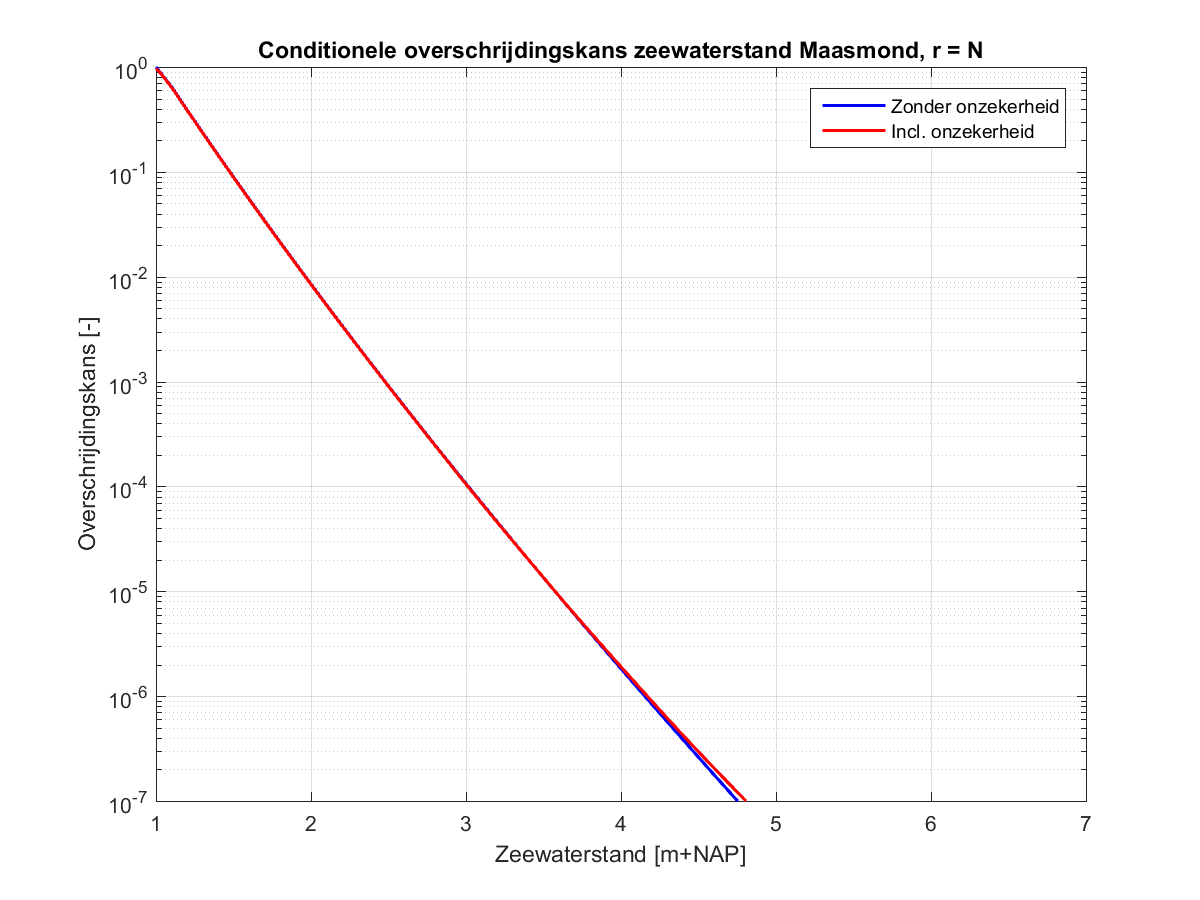 Conditionele overschrijdingskans zeewaterstand Maasmond, r = N
Zonder onzekerheid
Incl. onzekerheid
Overschrijdingskans [-]
10^0
10^-1
10^-2
10^-3
10^-4
10^-5
10^-6
10^-7
1 2 3 4 5 6 7
Zeewaterstand [m+NAP]